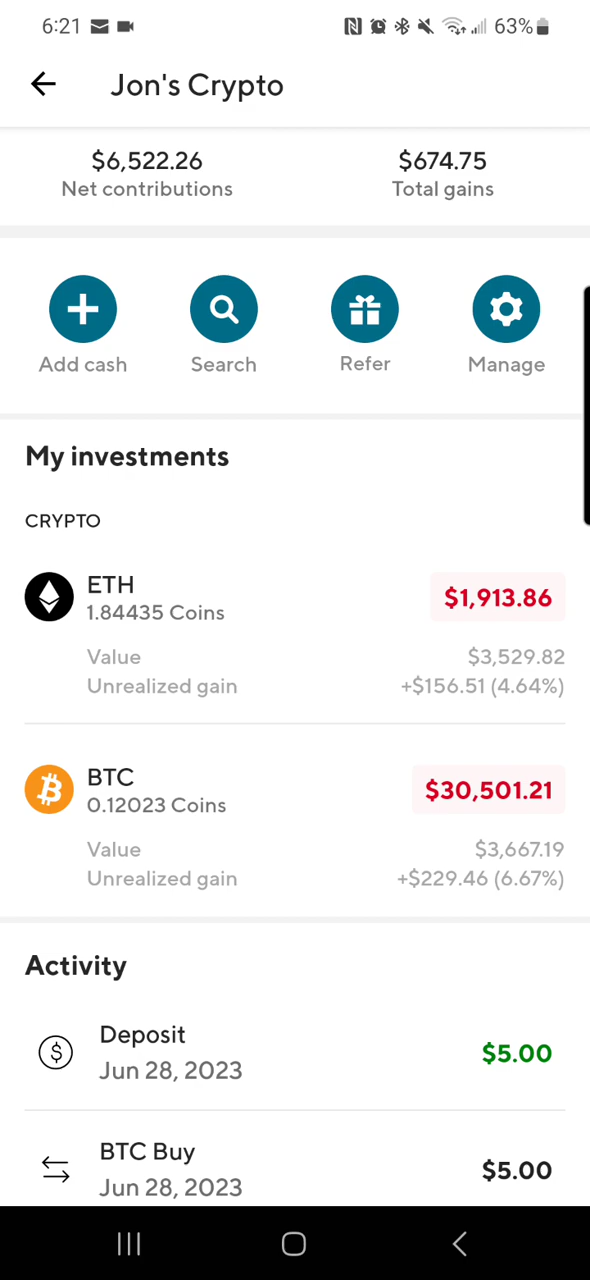 6:21 63%
Jon's Crypto
$6,522.26 $674.75
Net contributions Total gains
Add cash Search Refer Manage
My investments
CRYPTO
ETH $1,913.86
1.84435 Coins
Value $3,529.82
Unrealized gain +$156.51 (4.64%)
BTC $30,501.21
0.12023 Coins
Value $3,667.19
Unrealized gain +$229.46 (6.67%)
Activity
Deposit $5.00
Jun 28, 2023
BTC Buy $5.00
Jun 28, 2023